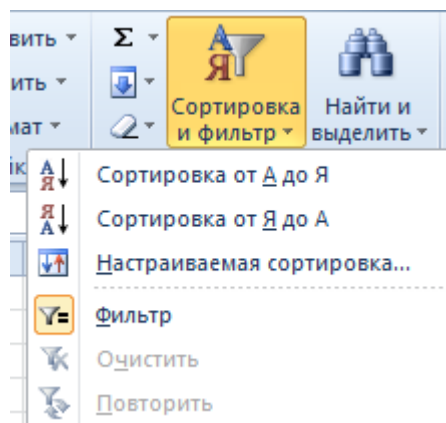 вить Σ
ить
мат
Сортировка
и фильтр
Найти и
выделить
Сортировка от А до Я
Сортировка от Я до А
Настраиваемая сортировка...
Фильтр
Очистить
Повторить